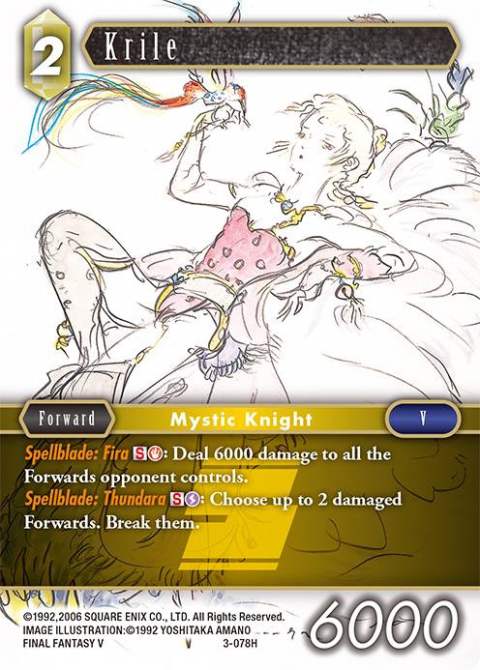 2
Krile
Forward
Mystic Knight
V
Spellblade: Fira S : Deal 6000 damage to all the
Forwards opponent controls.
Spellblade: Thundara S : Choose up to 2 damaged
Forwards. Break them.
©1992,2006 SQUARE ENIX CO., LTD. All Rights Reserved.
IMAGE ILLUSTRATION:©1992 YOSHITAKA AMANO
FINAL FANTASY V
3-078H
6000